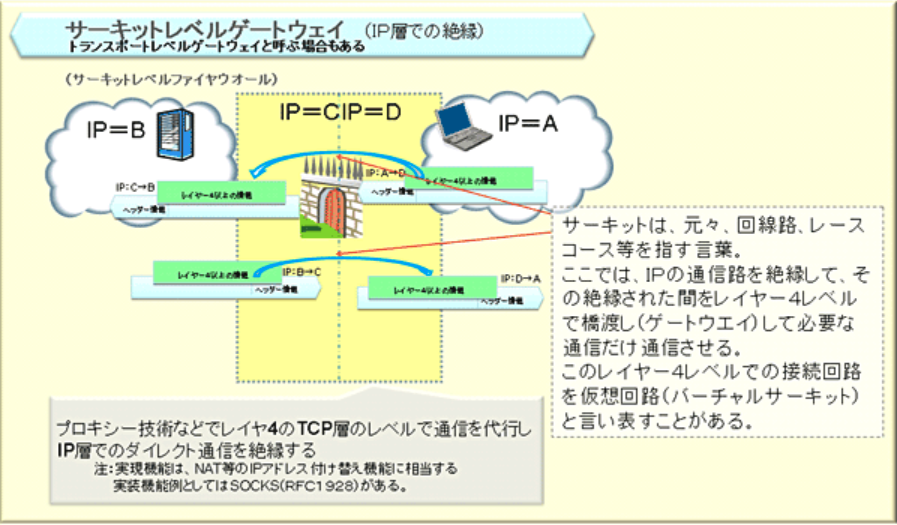 サーキットレベルゲートウェイ （IP層での絶縁）
トランスポートレベルゲートウェイと呼ぶ場合もある
（サーキットレベルファイヤウオール）
IP＝B
IP＝C
IP＝D
IP＝A
IP：C→B
レイヤー4以上の情報
ヘッダー情報
IP：A→D
レイヤー4以上の情報
ヘッダー情報
レイヤー4以上の情報
IP：B→C
ヘッダー情報
レイヤー4以上の情報
IP：D→A
ヘッダー情報
サーキットは、元々、回線路、レース
コース等を指す言葉。
ここでは、IPの通信路を絶縁して、そ
の絶縁された間をレイヤー4レベル
で橋渡し（ゲートウエイ）して必要な
通信だけ通信させる。
このレイヤー4レベルでの接続回路
を仮想回路（バーチャルサーキット）
と言い表すことがある。
プロキシー技術などでレイヤ4のTCP層のレベルで通信を代行し
IP層でのダイレクト通信を絶縁する
注：実現機能は、NAT等のIPアドレス付け替え機能に相当する
実装機能例としてはSOCKS（RFC1928）がある。